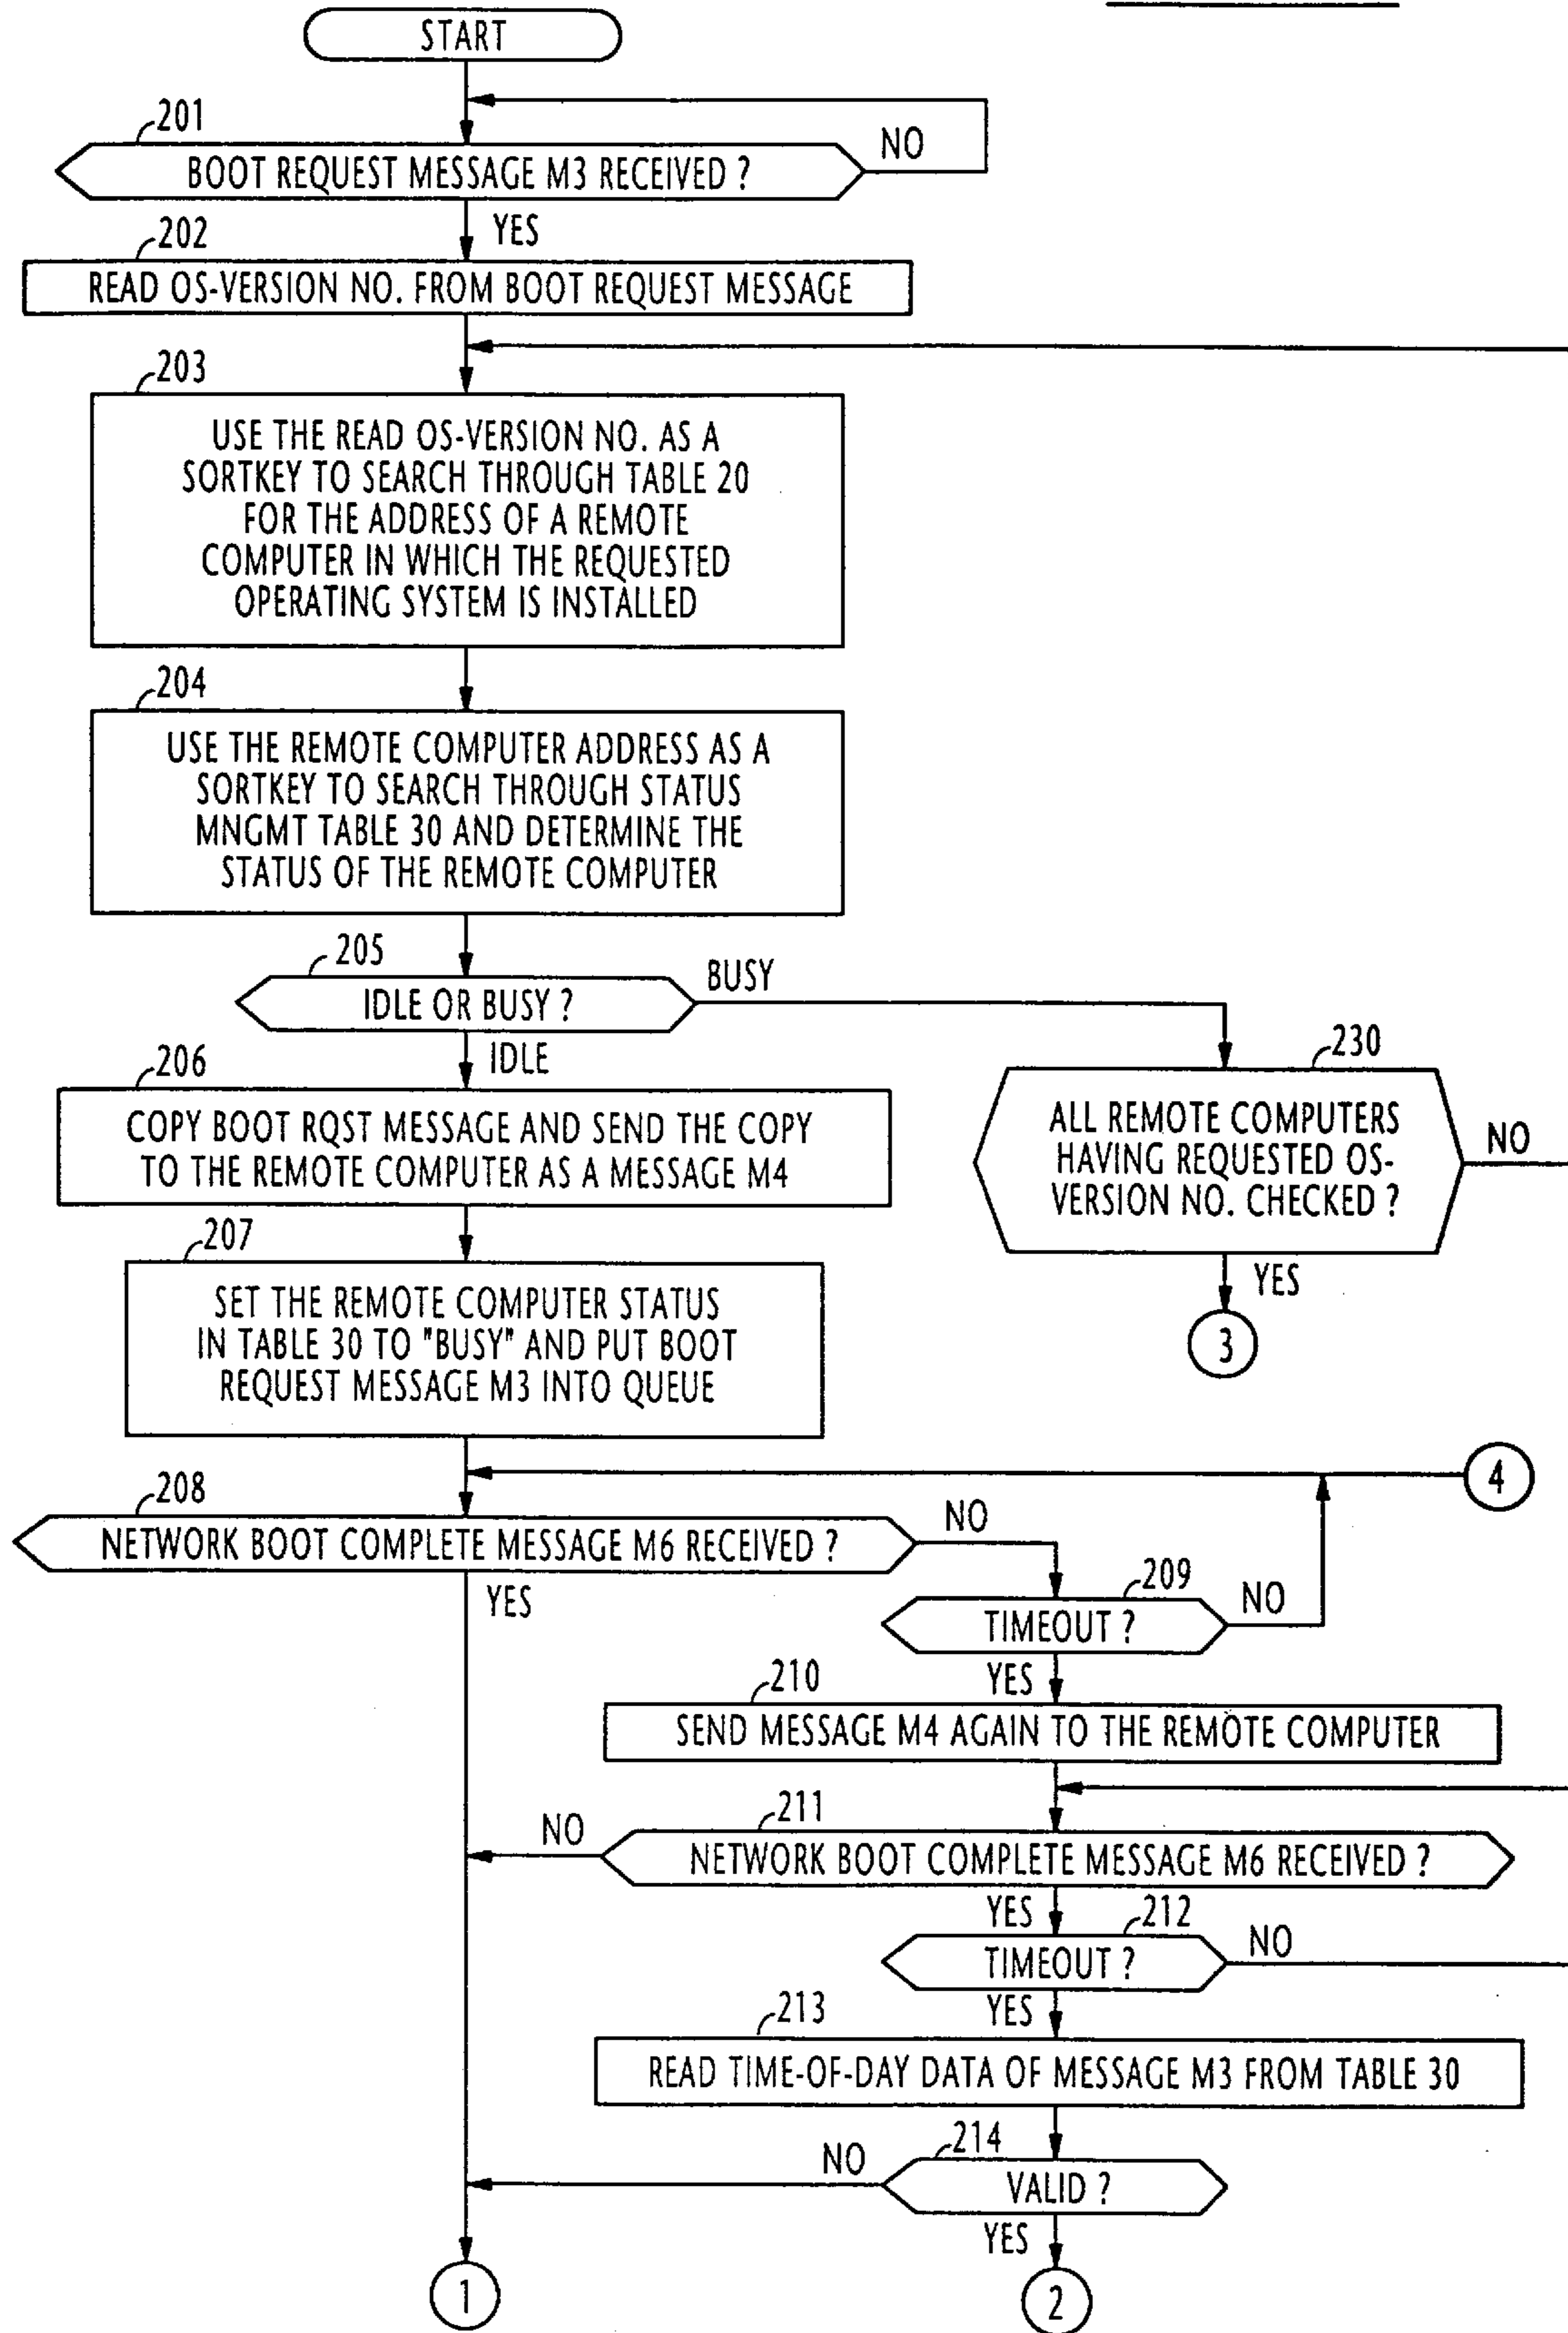 START
201
NO
BOOT REQUEST MESSAGE M3 RECEIVED ?
YES
202
READ OS-VERSION NO. FROM BOOT REQUEST MESSAGE
203
USE THE READ OS-VERSION NO. AS A
SORTKEY TO SEARCH THROUGH TABLE 20
FOR THE ADDRESS OF A REMOTE
COMPUTER IN WHICH THE REQUESTED
OPERATING SYSTEM IS INSTALLED
204
USE THE REMOTE COMPUTER ADDRESS AS A
SORTKEY TO SEARCH THROUGH STATUS
MNGMT TABLE 30 AND DETERMINE THE
STATUS OF THE REMOTE COMPUTER
205
BUSY
IDLE OR BUSY ?
IDLE
206
COPY BOOT RQST MESSAGE AND SEND THE COPY
TO THE REMOTE COMPUTER AS A MESSAGE M4
230
ALL REMOTE COMPUTERS
HAVING REQUESTED OS-
VERSION NO. CHECKED ?
NO
YES
3
207
SET THE REMOTE COMPUTER STATUS
IN TABLE 30 TO "BUSY" AND PUT BOOT
REQUEST MESSAGE M3 INTO QUEUE
4
208
NETWORK BOOT COMPLETE MESSAGE M6 RECEIVED ?
NO
YES
209
TIMEOUT ?
NO
YES
210
SEND MESSAGE M4 AGAIN TO THE REMOTE COMPUTER
211
NO
NETWORK BOOT COMPLETE MESSAGE M6 RECEIVED ?
YES
212
TIMEOUT ?
NO
YES
213
READ TIME-OF-DAY DATA OF MESSAGE M3 FROM TABLE 30
214
NO
VALID ?
YES
1
2